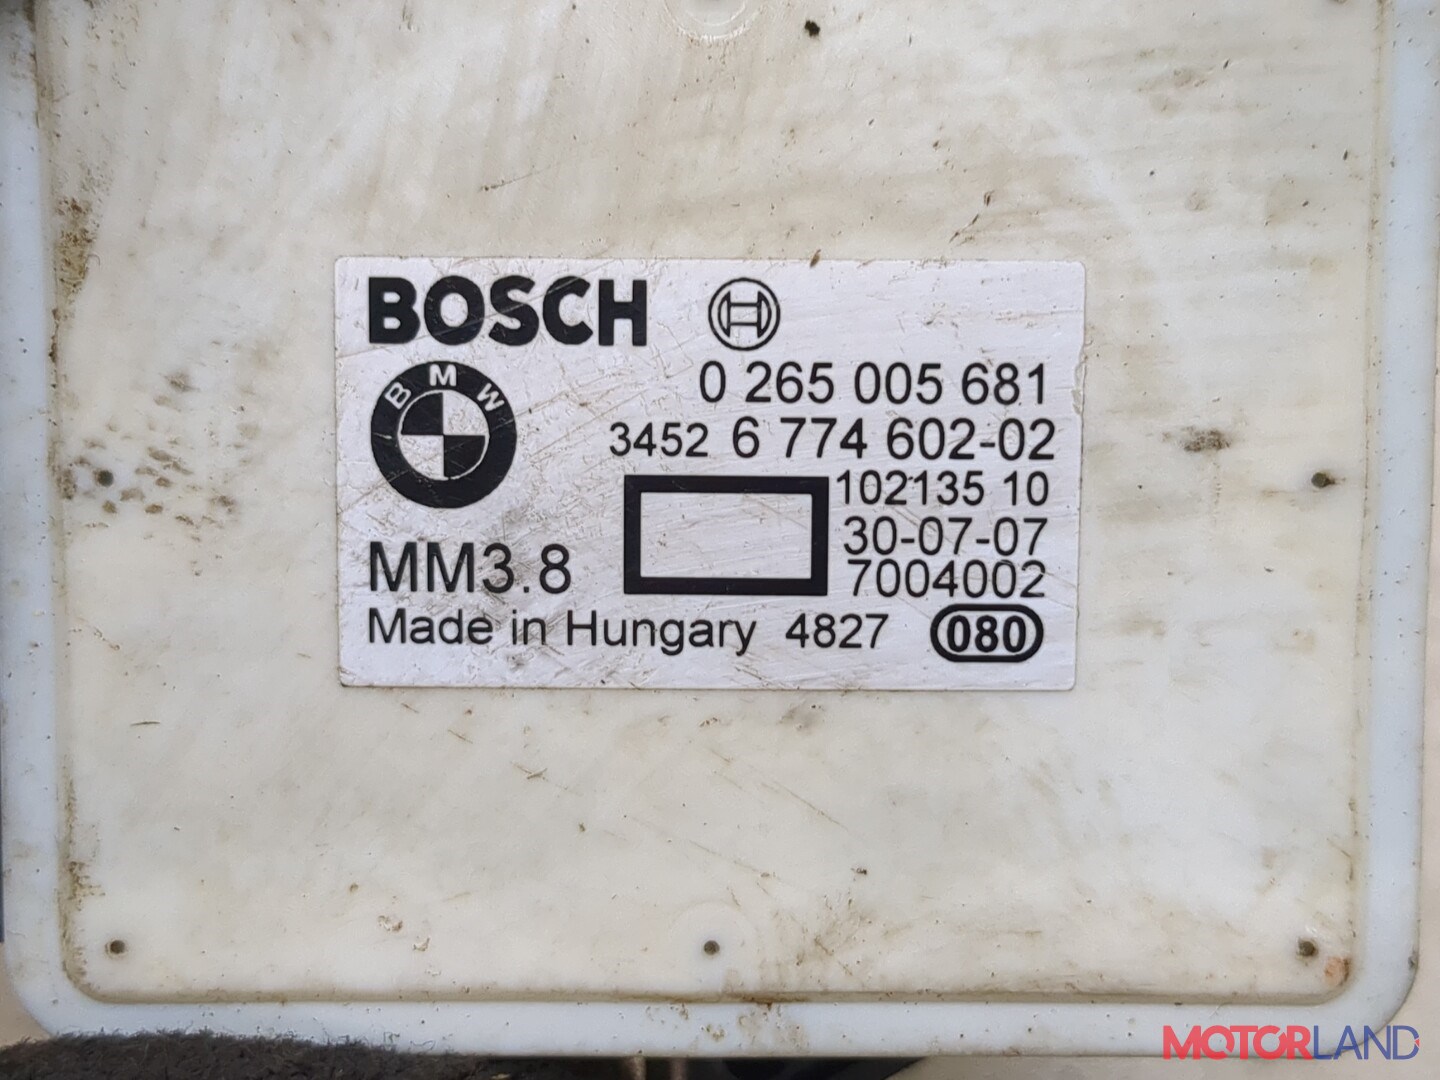 BOSCH
BMW
0 265 005 681
3452 6 774 602-02
102135 10
30-07-07
MM3.8
7004002
Made in Hungary 4827 080
MOTORLAND